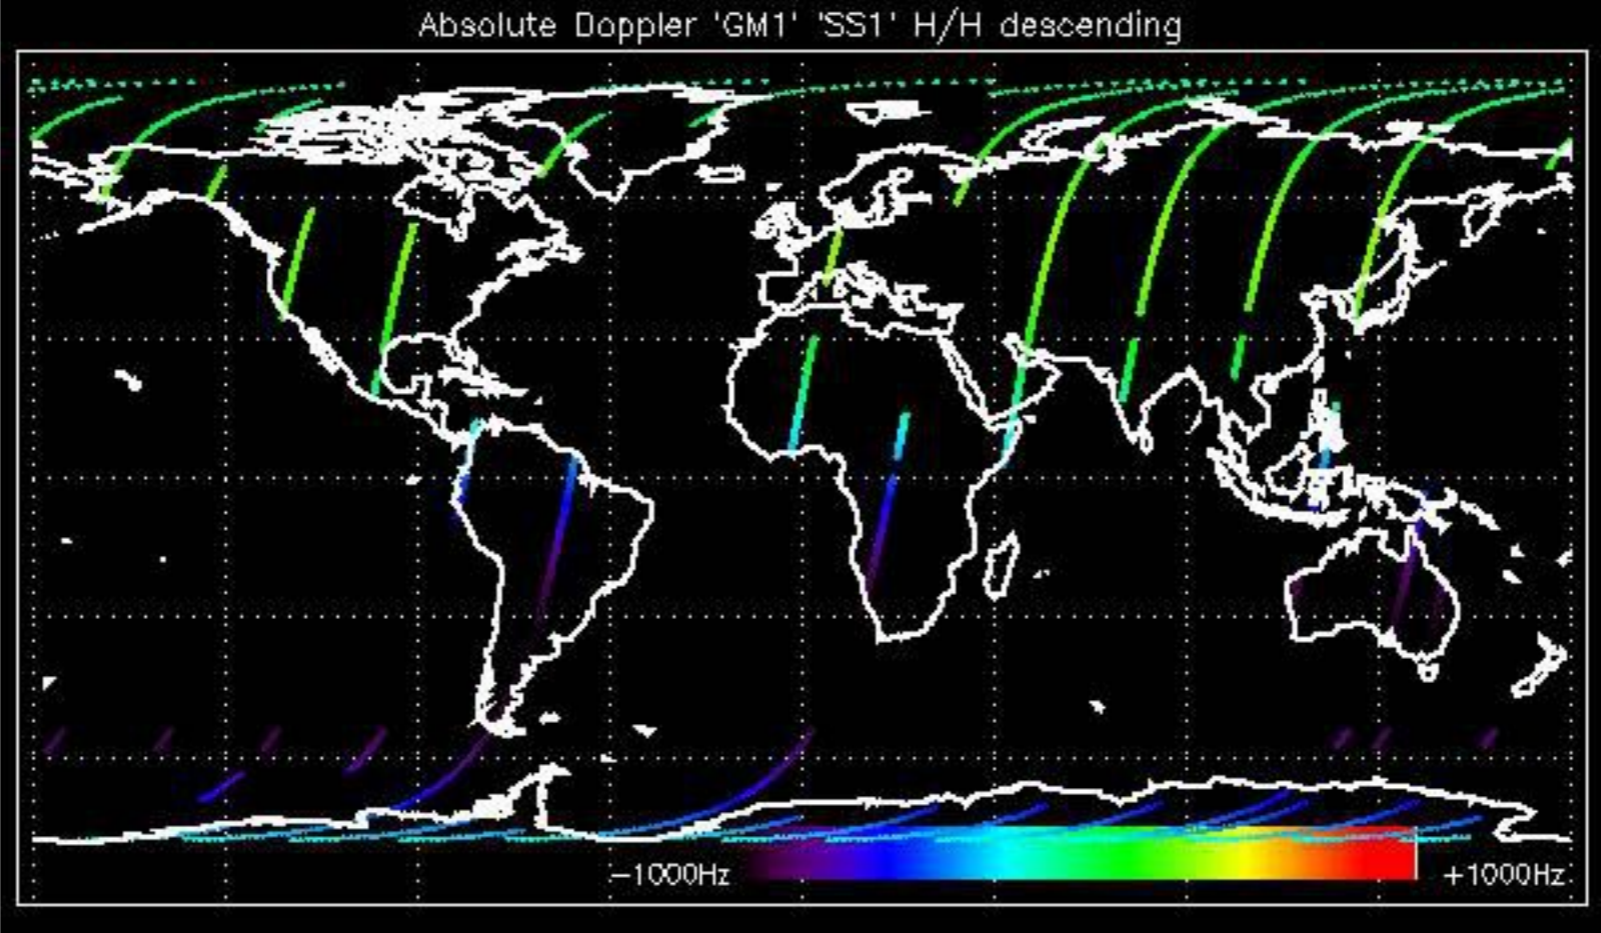 Absolute Doppler 'GM1' 'SS1' H/H descending
−1000Hz +1000Hz